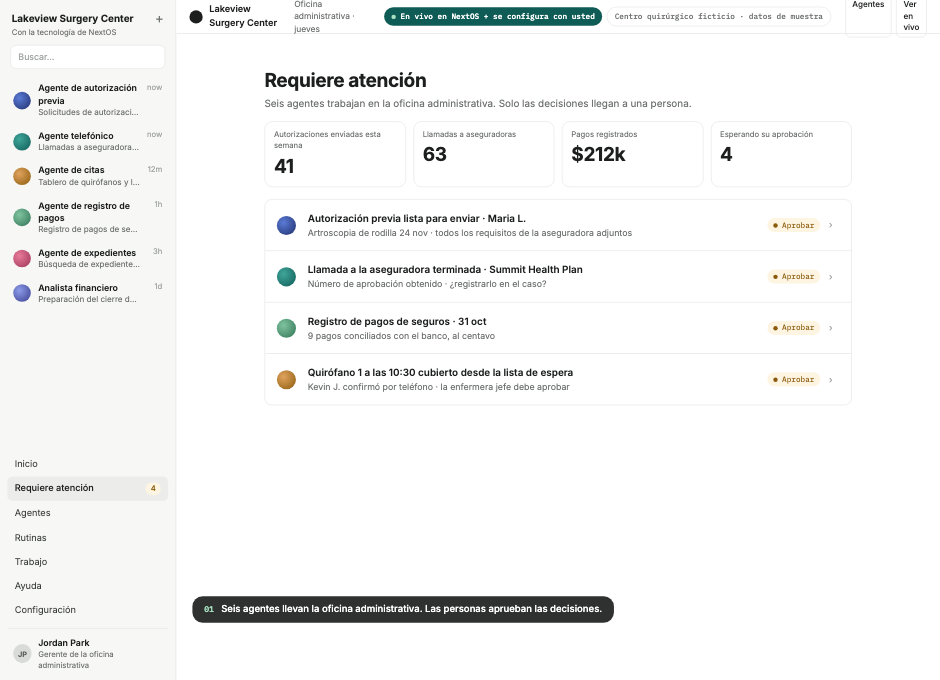 Lakeview Surgery Center
+
Con la tecnología de NextOS
Buscar...
Agente de autorización previa
now
Solicitudes de autorizaci...
Agente telefónico
now
Llamadas a aseguradora...
Agente de citas
12m
Tablero de quirófanos y l...
Agente de registro de pagos
1h
Registro de pagos de se...
Agente de expedientes
3h
Búsqueda de expediente...
Analista financiero
1d
Preparación del cierre d...
Inicio
Requiere atención
4
Agentes
Rutinas
Trabajo
Ayuda
Configuración
JP
Jordan Park
Gerente de la oficina
administrativa
Lakeview
Surgery Center
Oficina
administrativa ·
jueves
En vivo en NextOS + se configura con usted
Centro quirúrgico ficticio · datos de muestra
Agentes
Ver
en
vivo
Requiere atención
Seis agentes trabajan en la oficina administrativa. Solo las decisiones llegan a una persona.
Autorizaciones enviadas esta
semana
41
Llamadas a aseguradoras
63
Pagos registrados
$212k
Esperando su aprobación
4
Autorización previa lista para enviar · Maria L.
Artroscopia de rodilla 24 nov · todos los requisitos de la aseguradora adjuntos
Aprobar
Llamada a la aseguradora terminada · Summit Health Plan
Número de aprobación obtenido · ¿registrarlo en el caso?
Aprobar
Registro de pagos de seguros · 31 oct
9 pagos conciliados con el banco, al centavo
Aprobar
Quirófano 1 a las 10:30 cubierto desde la lista de espera
Kevin J. confirmó por teléfono · la enfermera jefe debe aprobar
Aprobar
01 Seis agentes llevan la oficina administrativa. Las personas aprueban las decisiones.